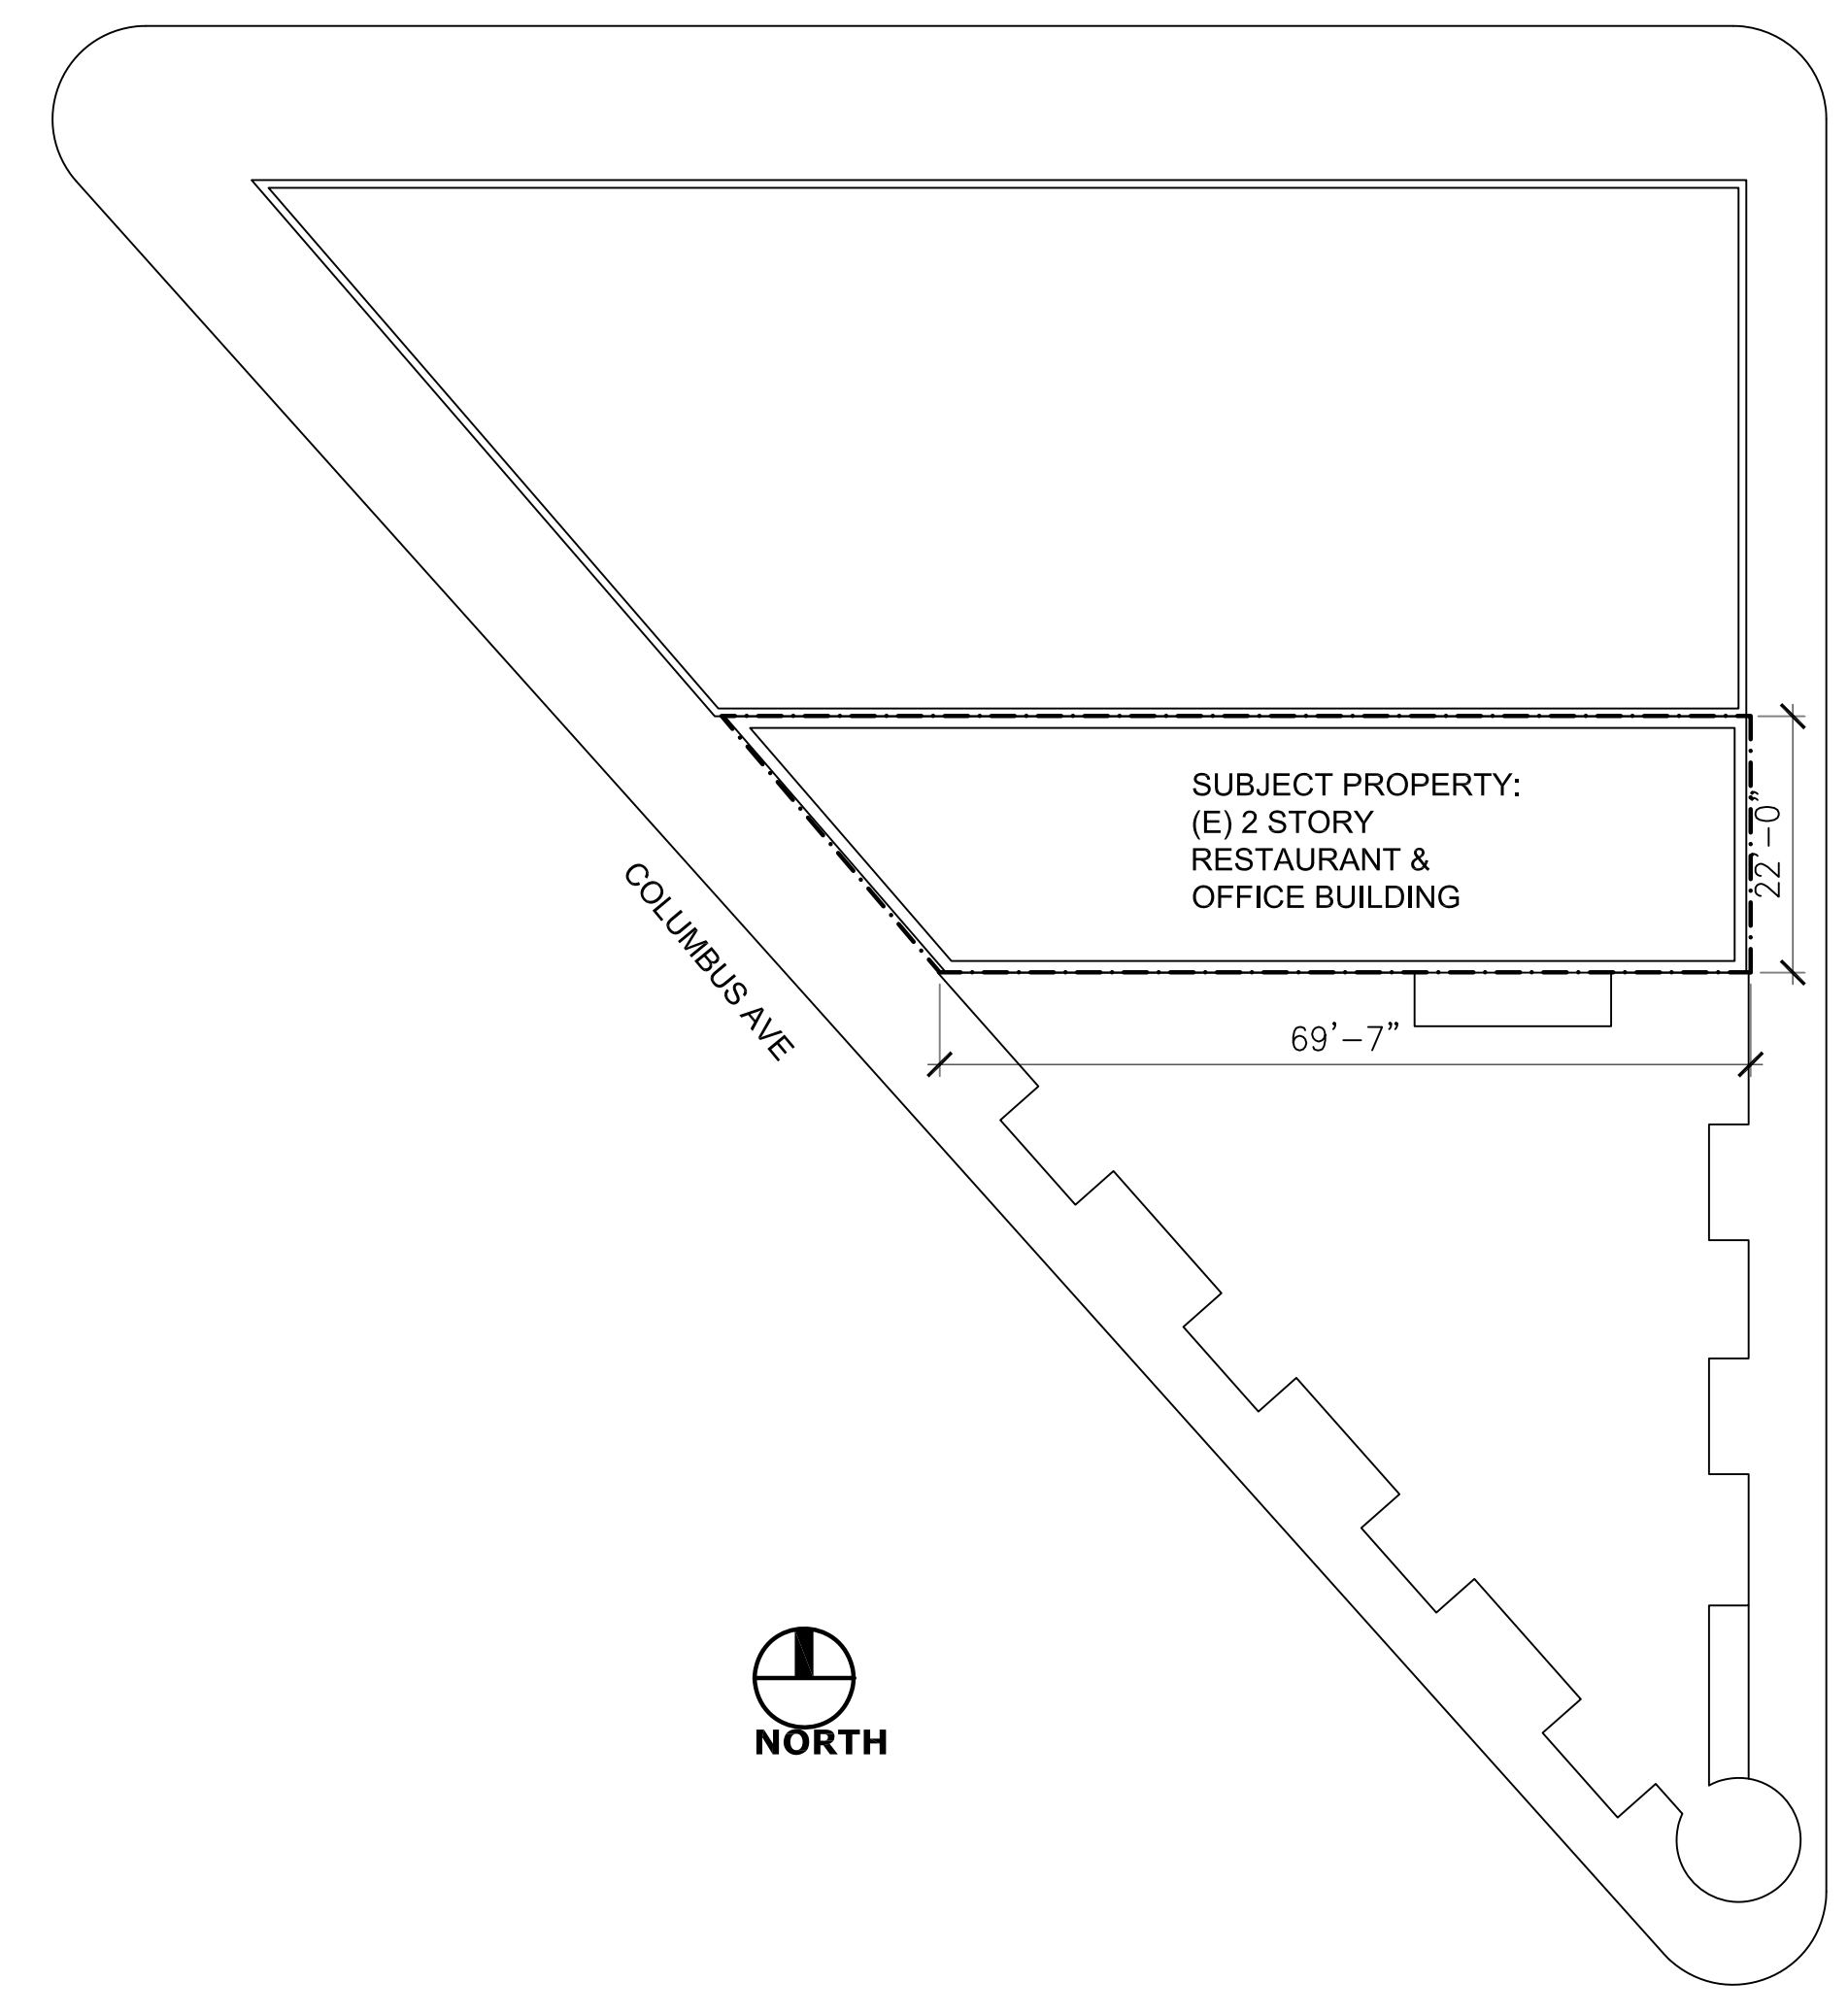 SUBJECT PROPERTY:
(E) 2 STORY
RESTAURANT &
OFFICE BUILDING
22'-0"
69'-7"
COLUMBUS AVE
NORTH